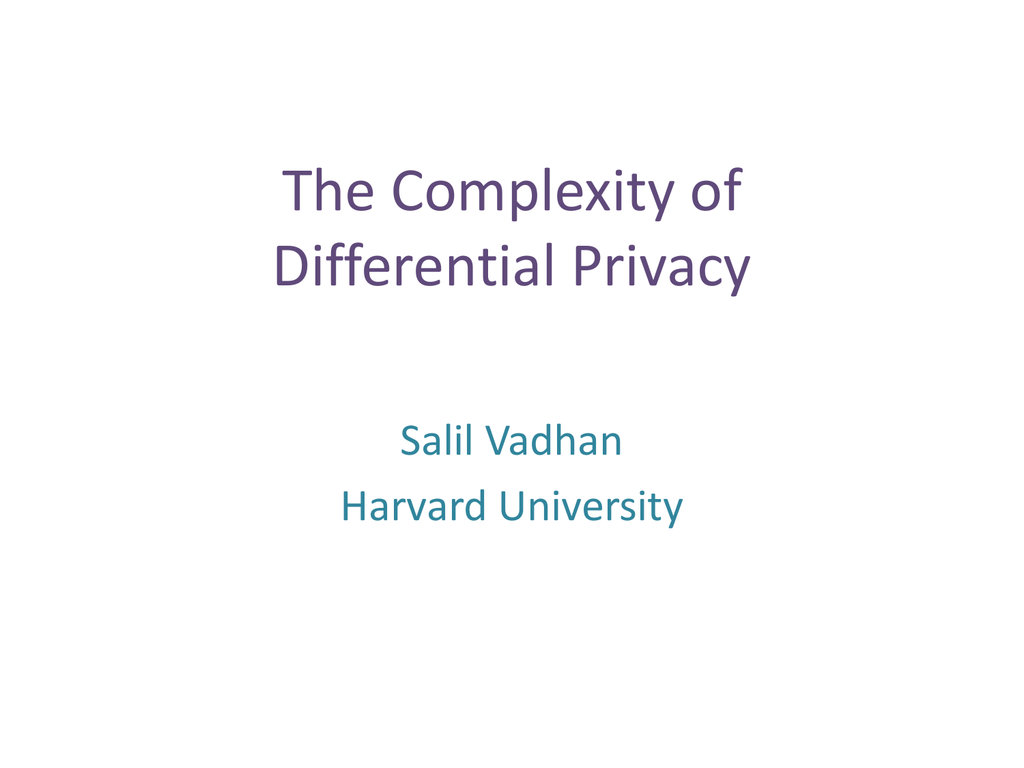 The Complexity of
Differential Privacy
Salil Vadhan
Harvard University